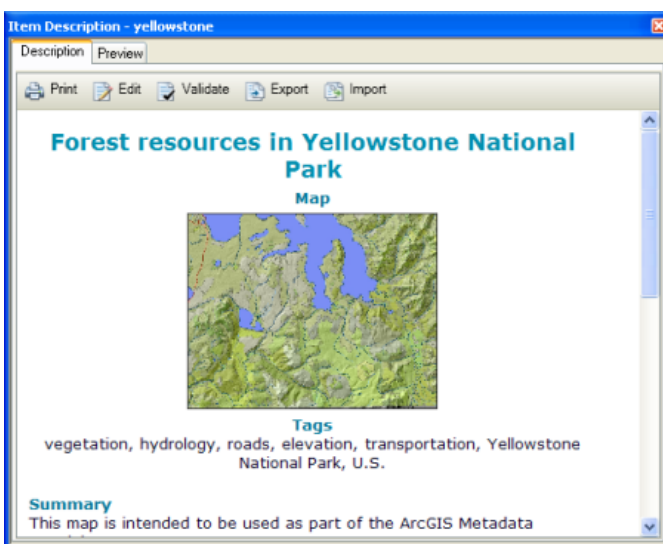 Item Description - yellowstone
Description Preview
Print Edit Validate Export Import
Forest resources in Yellowstone National
Park
Map
Tags
vegetation, hydrology, roads, elevation, transportation, Yellowstone
National Park, U.S.
Summary
This map is intended to be used as part of the ArcGIS Metadata